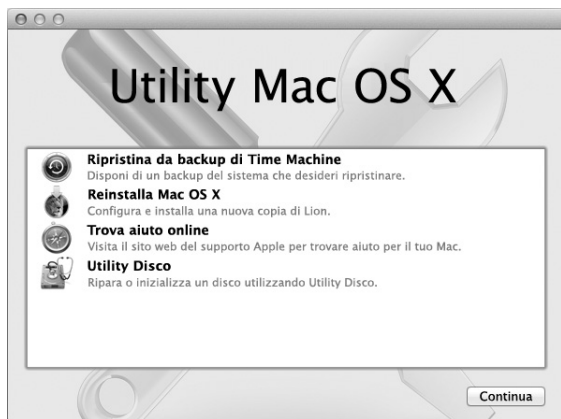 Utility Mac OS X
Ripristina da backup di Time Machine
Disponi di un backup del sistema che desideri ripristinare.
Reinstalla Mac OS X
Configura e installa una nuova copia di Lion.
Trova aiuto online
Visita il sito web del supporto Apple per trovare aiuto per il tuo Mac.
Utility Disco
Ripara o inizializza un disco utilizzando Utility Disco.
Continua